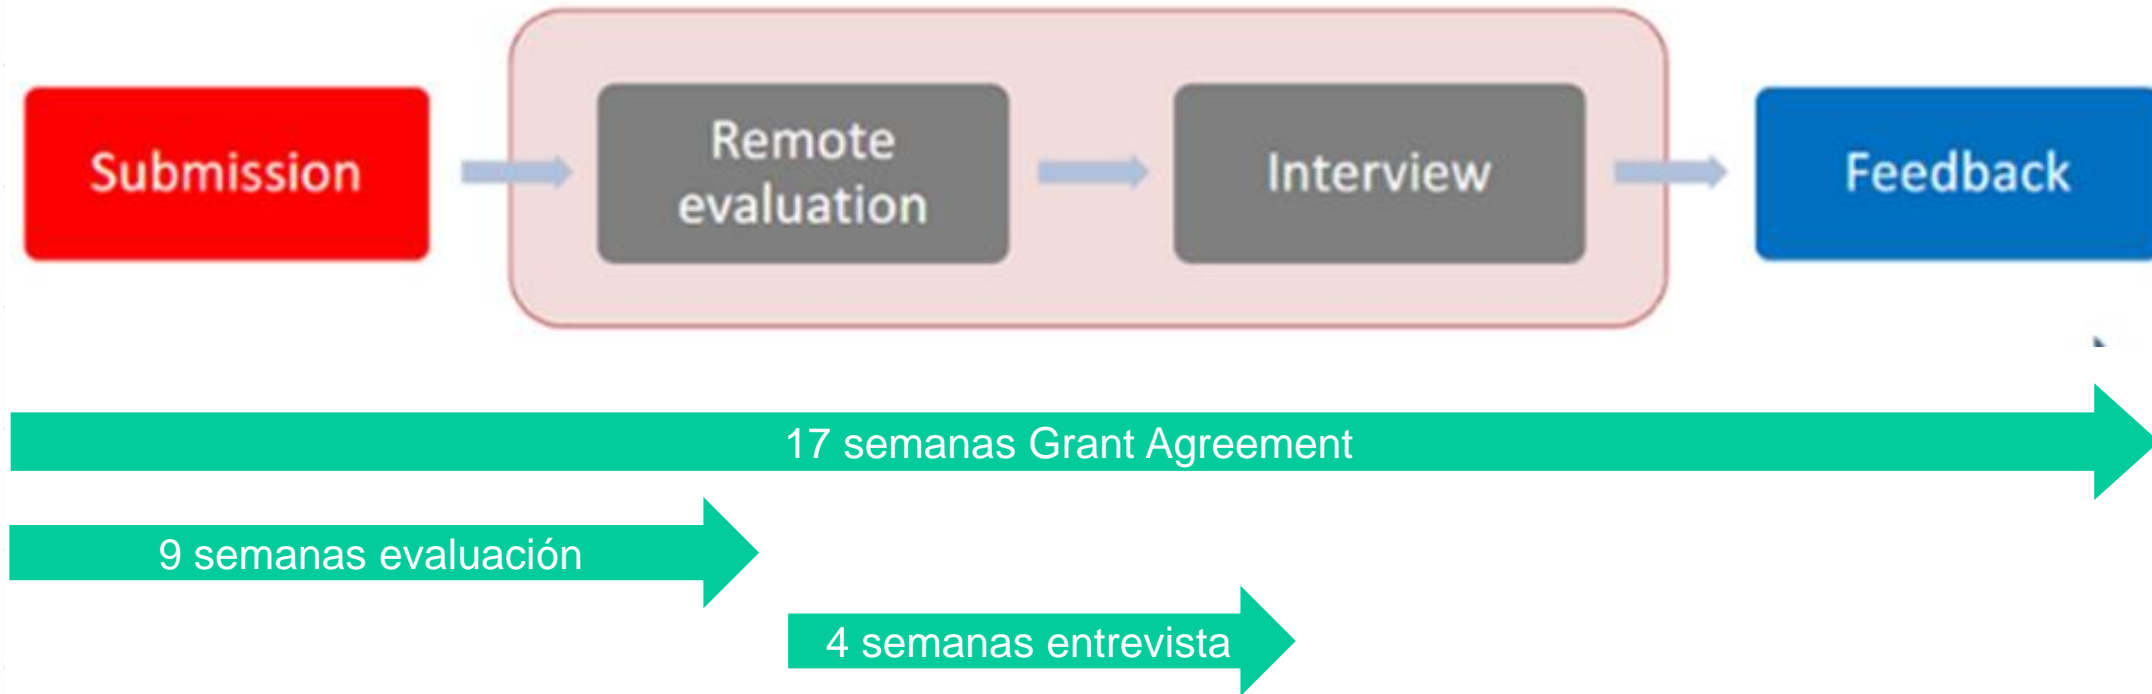 Submission
Remote
evaluation
Interview
Feedback
17 semanas Grant Agreement
9 semanas evaluación
4 semanas entrevista